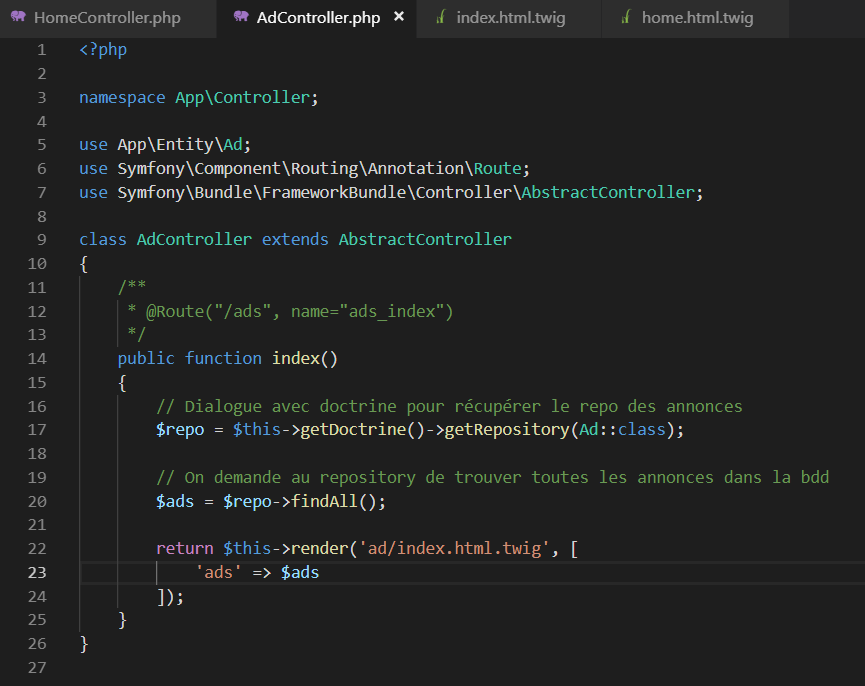 HomeController.php AdController.php × index.html.twig home.html.twig
1 <?php
2
3 namespace App\Controller;
4
5 use App\Entity\Ad;
6 use Symfony\Component\Routing\Annotation\Route;
7 use Symfony\Bundle\FrameworkBundle\Controller\AbstractController;
8
9 class AdController extends AbstractController
10 {
11     /**
12      * @Route("/ads", name="ads_index")
13      */
14     public function index()
15     {
16         // Dialogue avec doctrine pour récupérer le repo des annonces
17         $repo = $this->getDoctrine()->getRepository(Ad::class);
18
19         // On demande au repository de trouver toutes les annonces dans la bdd
20         $ads = $repo->findAll();
21
22         return $this->render('ad/index.html.twig', [
23             'ads' => $ads
24         ]);
25     }
26 }
27